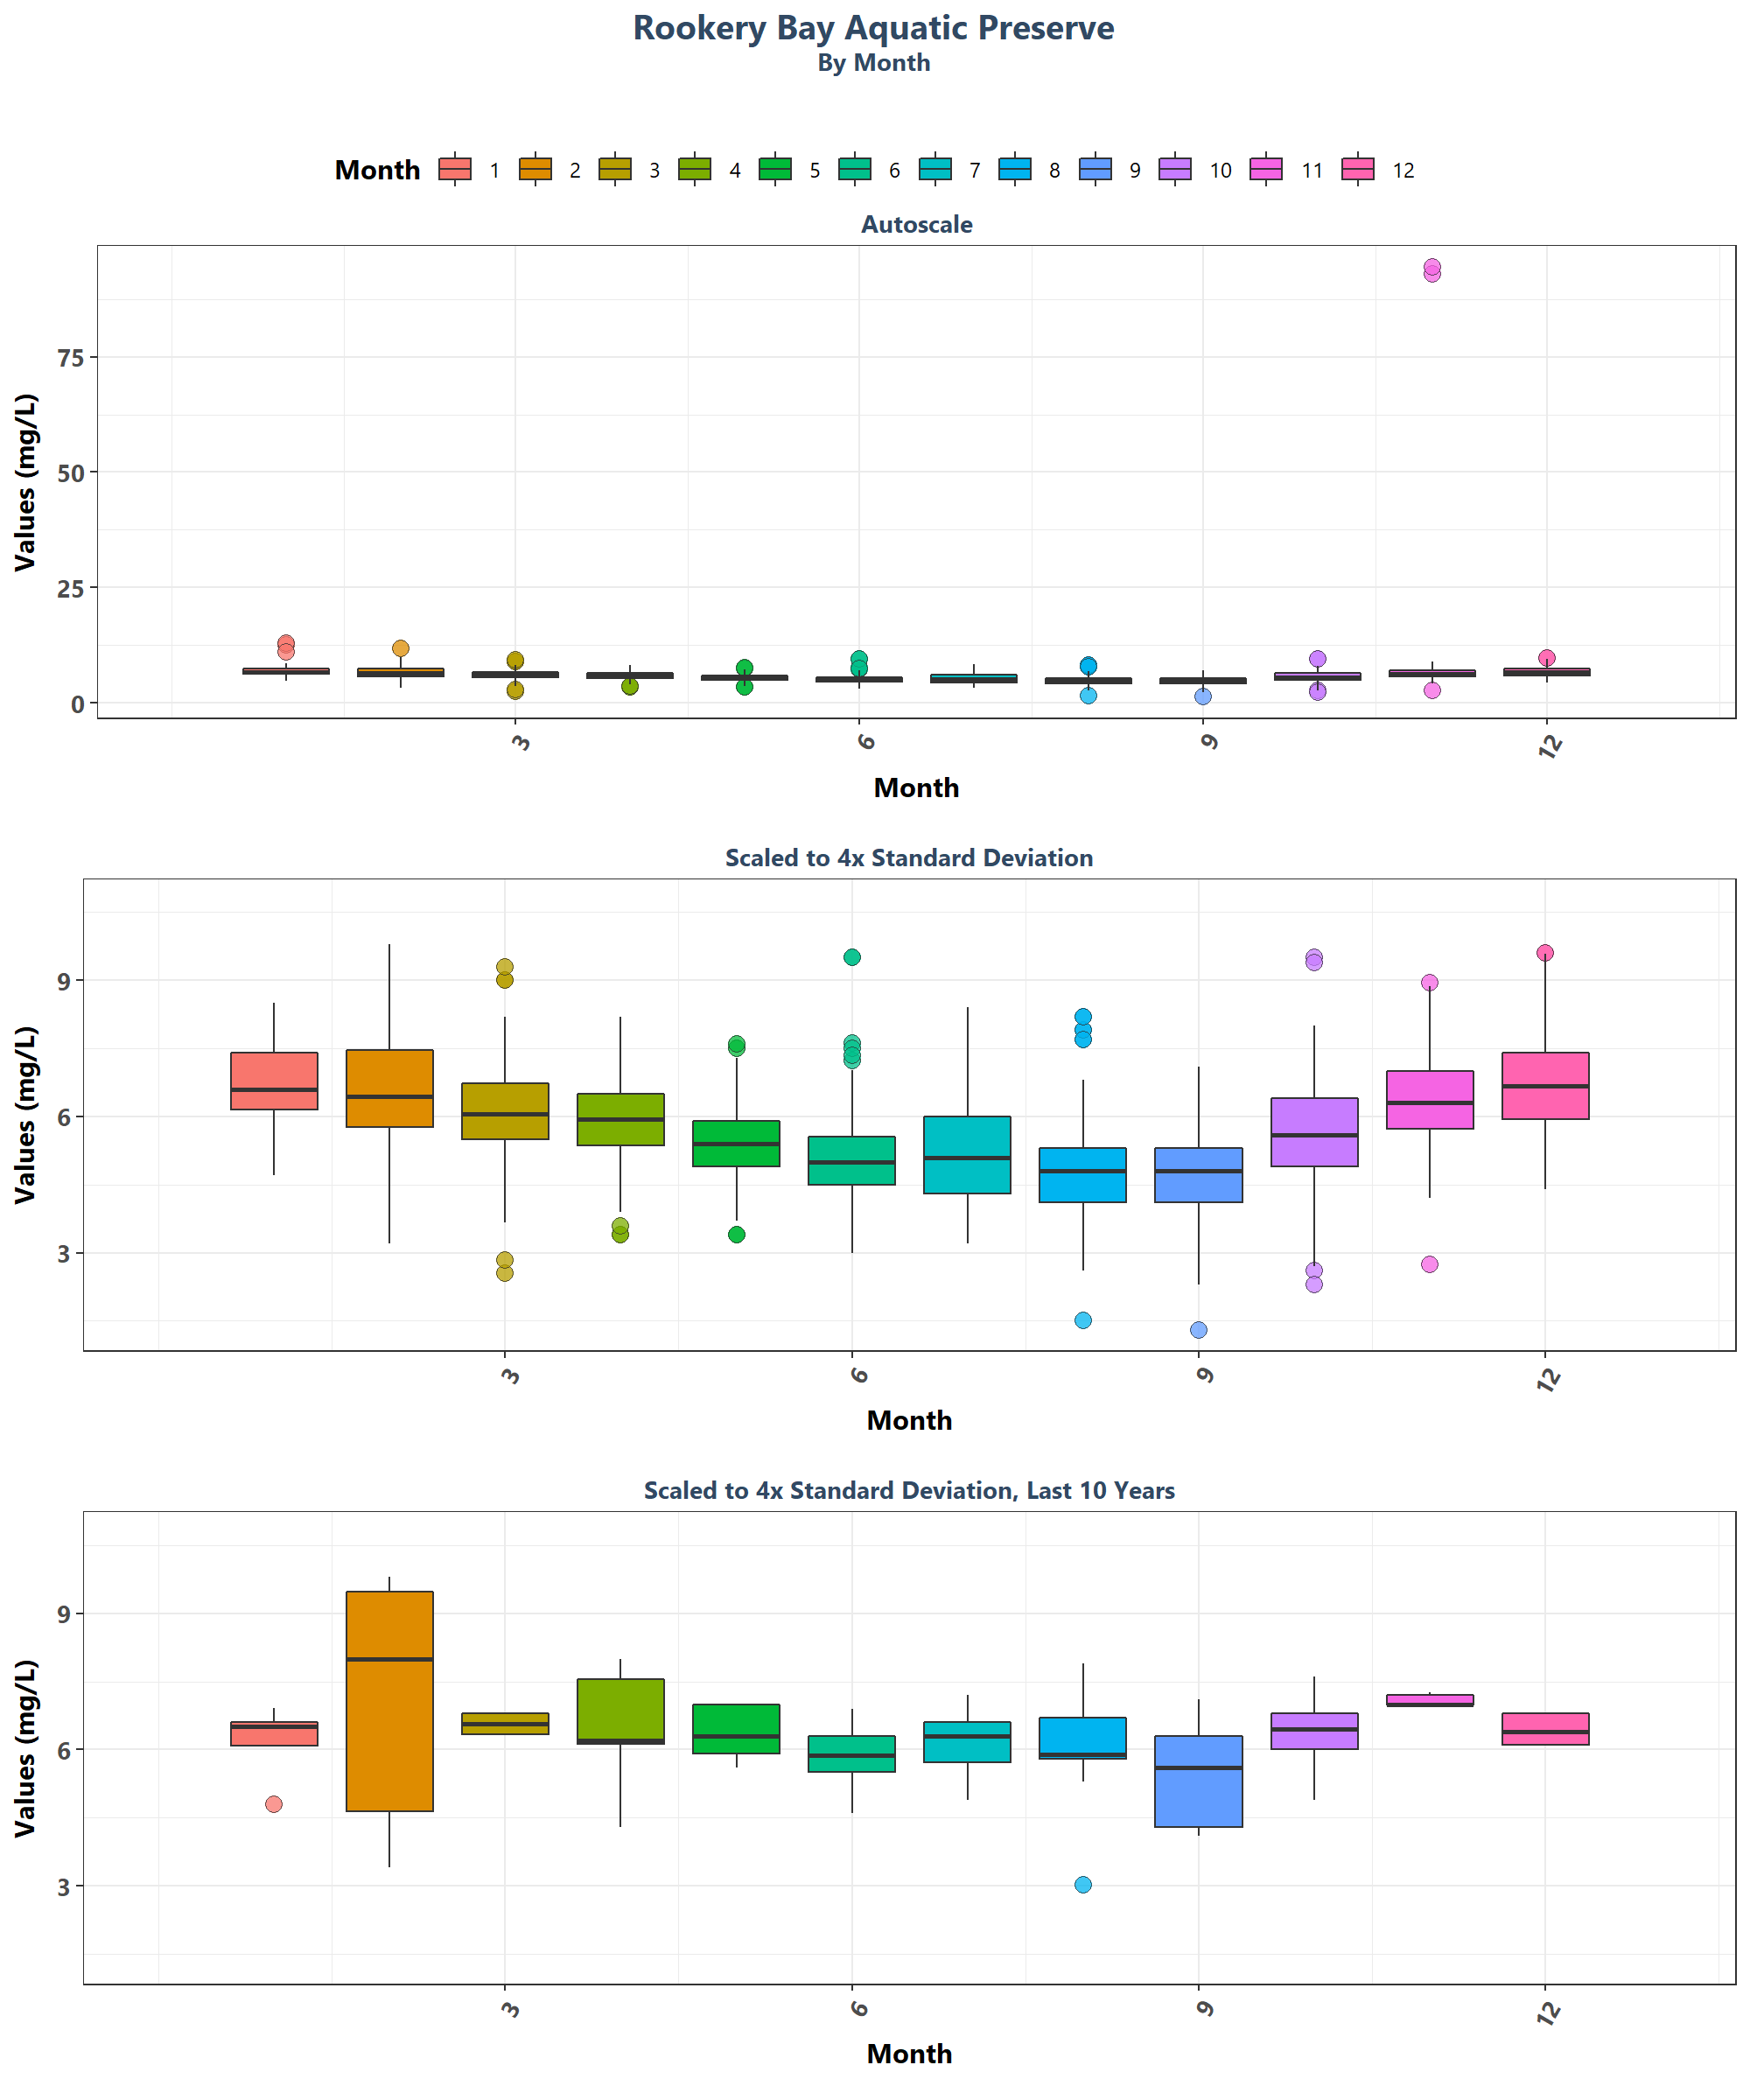 Rookery Bay Aquatic Preserve
By Month
Month 1 2 3 4 5 6 7 8 9 10 11 12
Autoscale
Values (mg/L)
75
50
25
0
3 6 9 12
Month
Scaled to 4x Standard Deviation
Values (mg/L)
9
6
3
3 6 9 12
Month
Scaled to 4x Standard Deviation, Last 10 Years
Values (mg/L)
9
6
3
3 6 9 12
Month